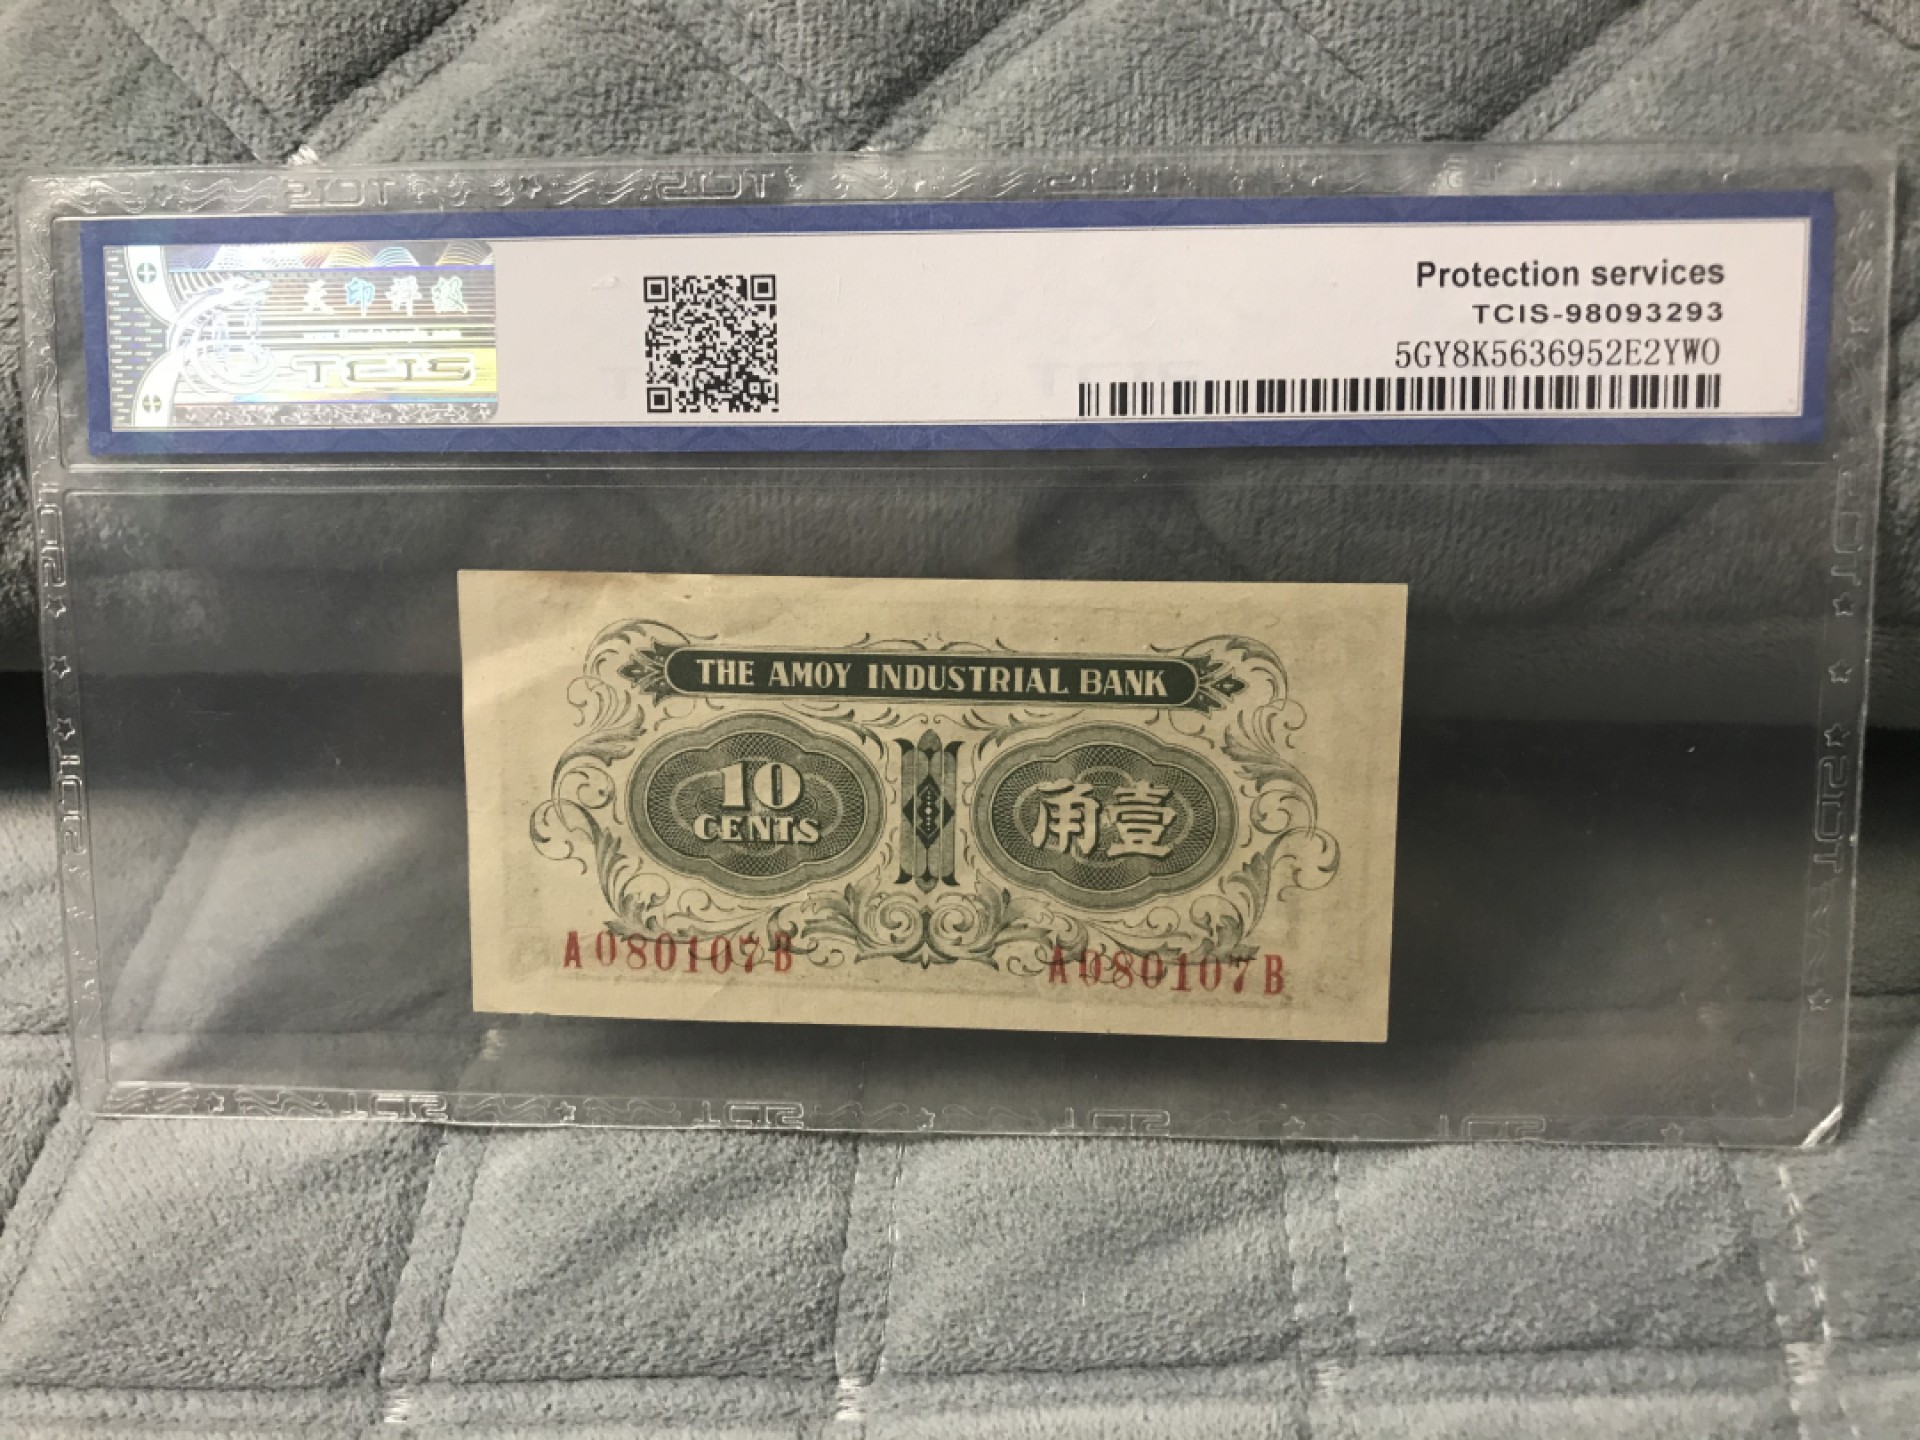 天印评级
TCIS
Protection services
TCIS-98093293
5GY8K5636952E2YW0
THE AMOY INDUSTRIAL BANK
10
CENTS
角壹
A080107B
A080107B